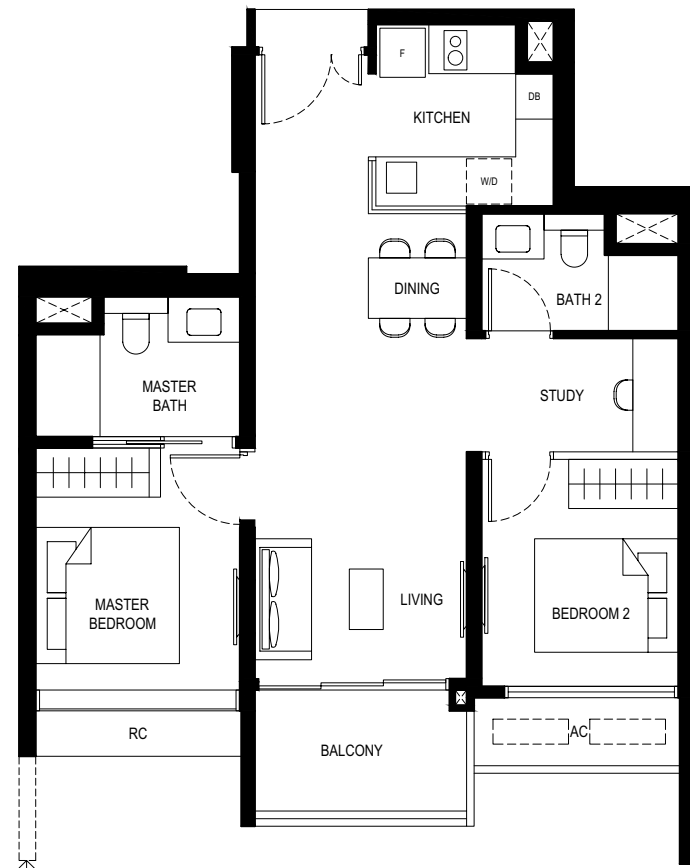 F
DB
KITCHEN
W/D
DINING
BATH 2
MASTER
BATH
STUDY
MASTER
BEDROOM
LIVING
BEDROOM 2
RC
BALCONY
AC